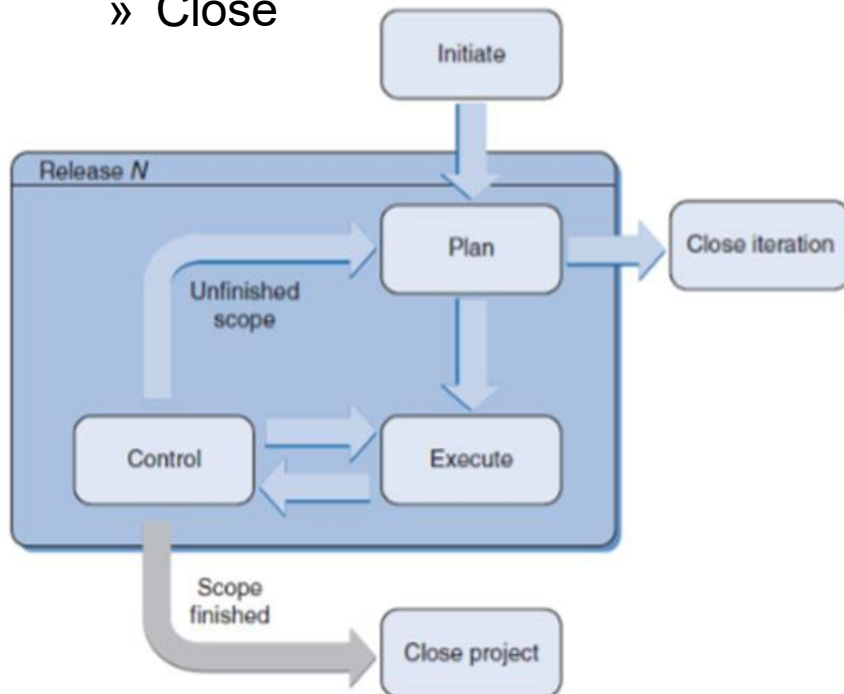 » Close
Initiate
Release N
Plan
Close iteration
Unfinished
scope
Control
Execute
Scope
finished
Close project